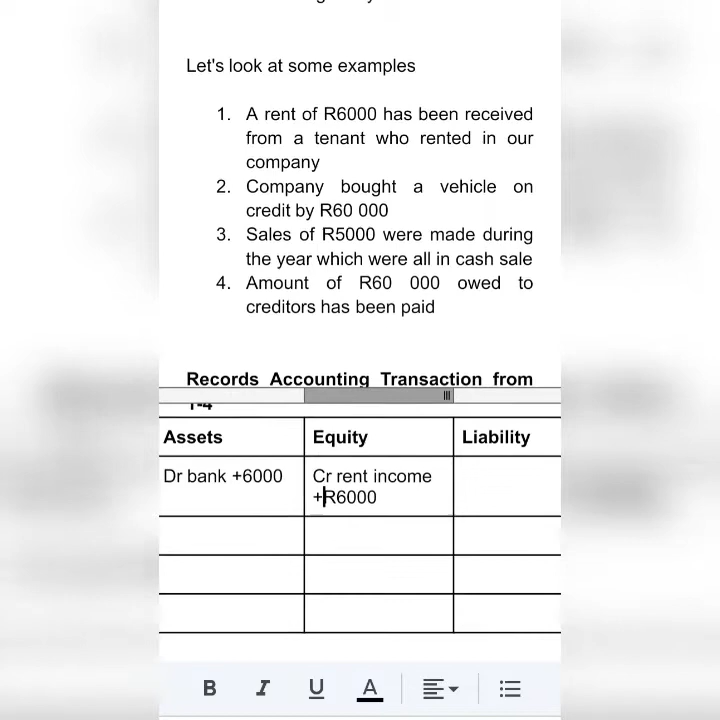 Let's look at some examples
1. A rent of R6000 has been received
from a tenant who rented in our
company
2. Company bought a vehicle on
credit by R60 000
3. Sales of R5000 were made during
the year which were all in cash sale
4. Amount of R60 000 owed to
creditors has been paid
Records Accounting Transaction from
1-4
Assets Equity Liability
Dr bank +6000 Cr rent income
+R6000
B I U A